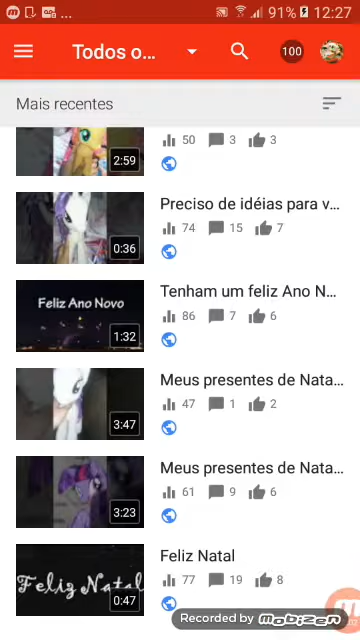 91% 12:27
Todos o... 100
Mais recentes
2:59
50 3 3
Preciso de idéias para v...
0:36
74 15 7
Feliz Ano Novo
1:32
Tenham um feliz Ano N...
86 7 6
3:47
Meus presentes de Nata...
47 1 2
3:23
Meus presentes de Nata...
61 9 6
Feliz Natal
0:47
Feliz Natal
77 19 8
Recorded by Mobizen